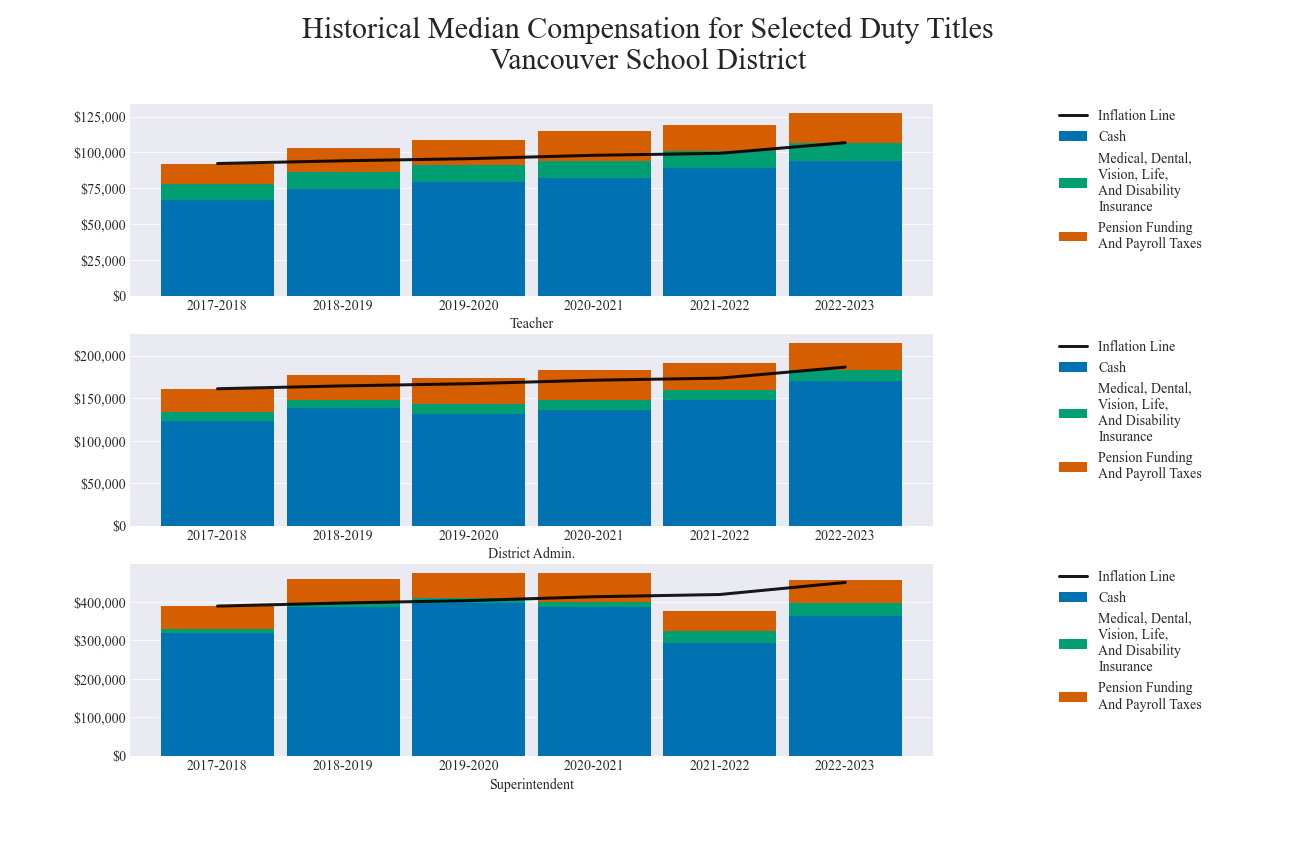 Historical Median Compensation for Selected Duty Titles
Vancouver School District
$125,000
$100,000
$75,000
$50,000
$25,000
$0
2017-2018
2018-2019
2019-2020
2020-2021
2021-2022
2022-2023
Teacher
Inflation Line
Cash
Medical, Dental,
Vision, Life,
And Disability
Insurance
Pension Funding
And Payroll Taxes
$200,000
$150,000
$100,000
$50,000
$0
2017-2018
2018-2019
2019-2020
2020-2021
2021-2022
2022-2023
District Admin.
Inflation Line
Cash
Medical, Dental,
Vision, Life,
And Disability
Insurance
Pension Funding
And Payroll Taxes
$400,000
$300,000
$200,000
$100,000
$0
2017-2018
2018-2019
2019-2020
2020-2021
2021-2022
2022-2023
Superintendent
Inflation Line
Cash
Medical, Dental,
Vision, Life,
And Disability
Insurance
Pension Funding
And Payroll Taxes